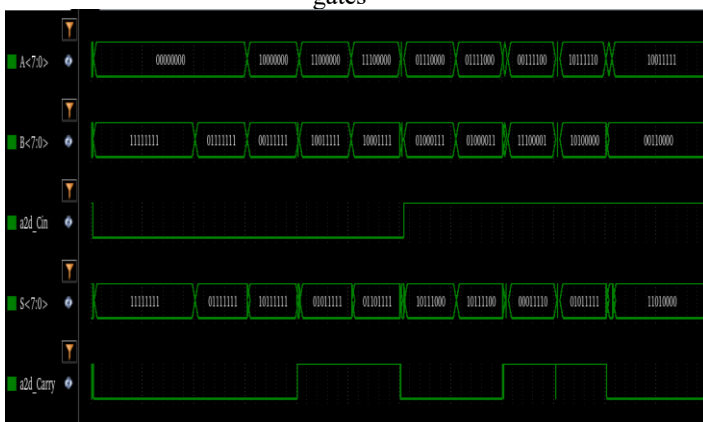 gates
A<7:0> 00000000 10000000 11000000 11100000 01110000 01111000 00111100 10111110 10011111
B<7:0> 11111111 01111111 00111111 10011111 10001111 01000111 01000011 11100001 10100000 00110000
a2d_Cin
S<7:0> 11111111 01111111 10111111 01011111 01101111 10111000 10111100 00011110 01011111 11010000
a2d_Carry